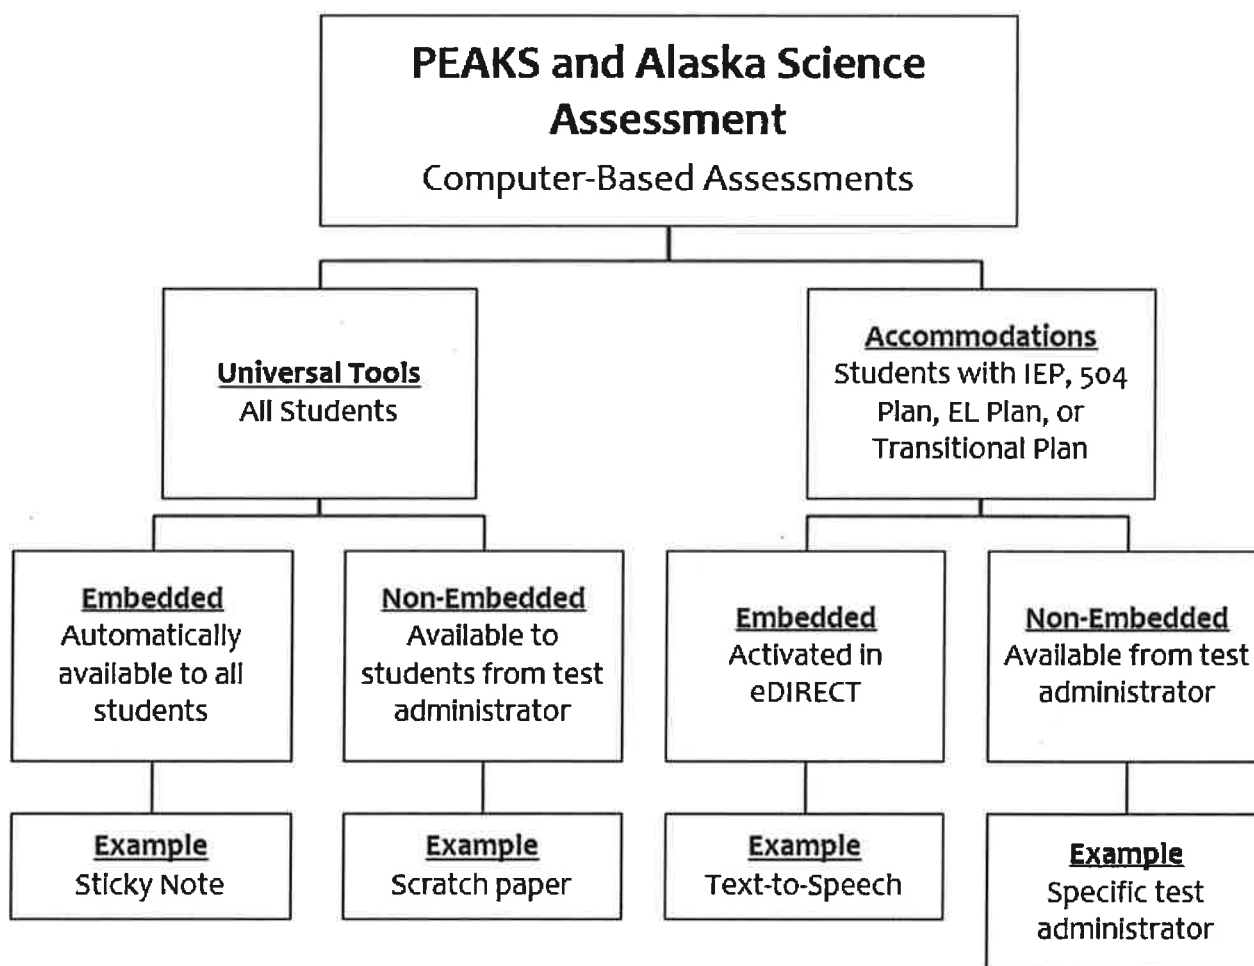 PEAKS and Alaska Science
Assessment
Computer-Based Assessments
Universal Tools
All Students
Accommodations
Students with IEP, 504
Plan, EL Plan, or
Transitional Plan
Embedded
Automatically
available to all
students
Non-Embedded
Available to
students from test
administrator
Embedded
Activated in
eDIRECT
Non-Embedded
Available from test
administrator
Example
Sticky Note
Example
Scratch paper
Example
Text-to-Speech
Example
Specific test
administrator